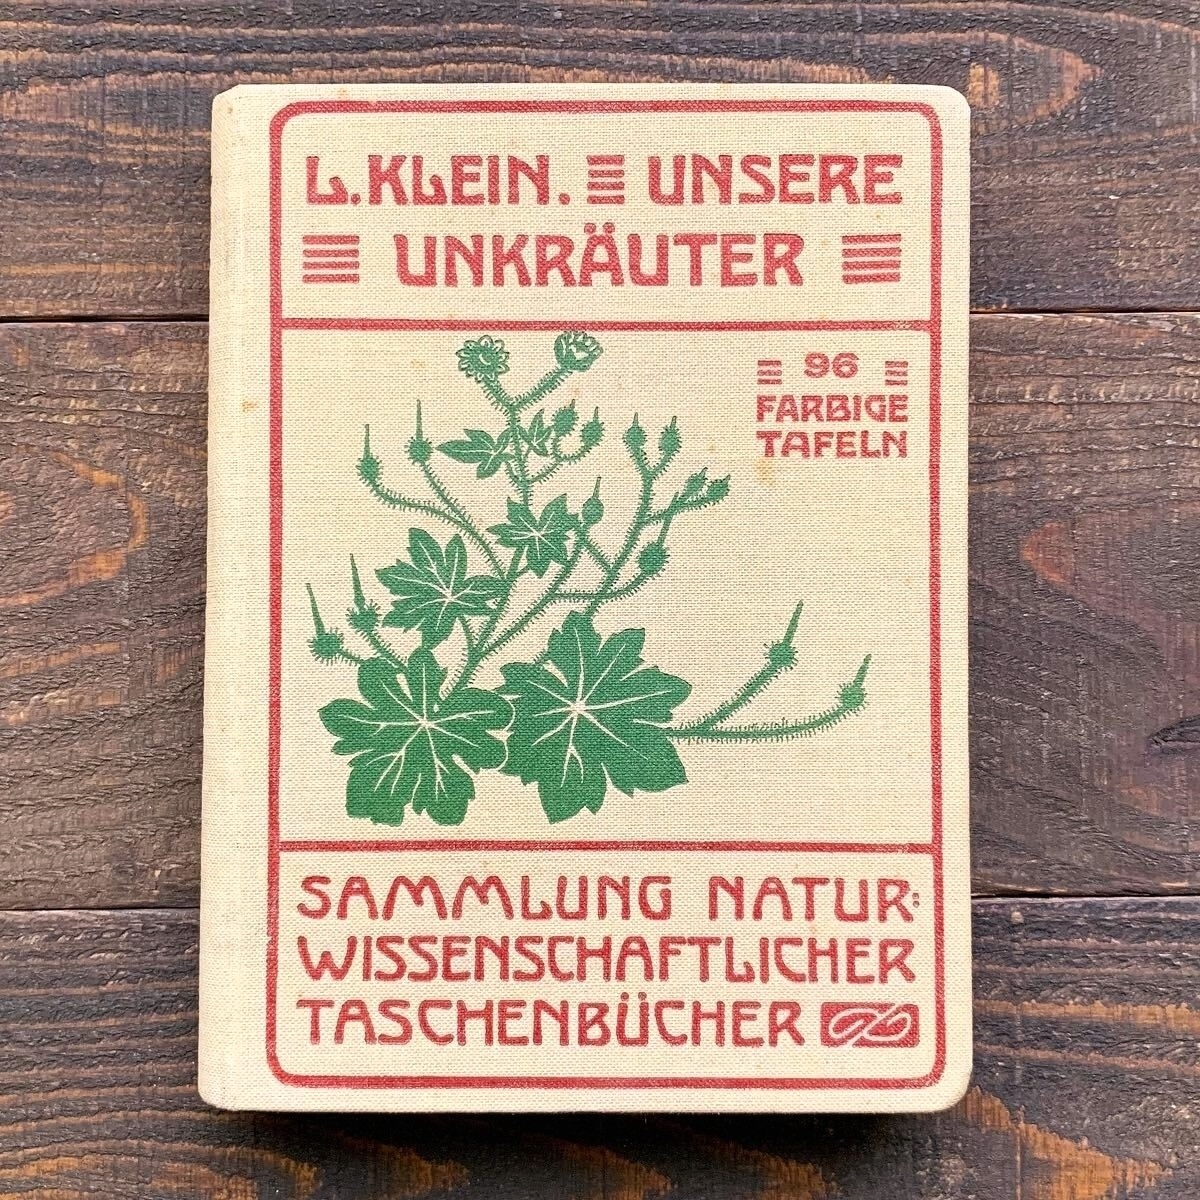 L. KLEIN. UNSERE
UNKRÄUTER
96
FARBIGE
TAFELN
SAMMLUNG NATUR:
WISSENSCHAFTLICHER
TASCHENBÜCHER